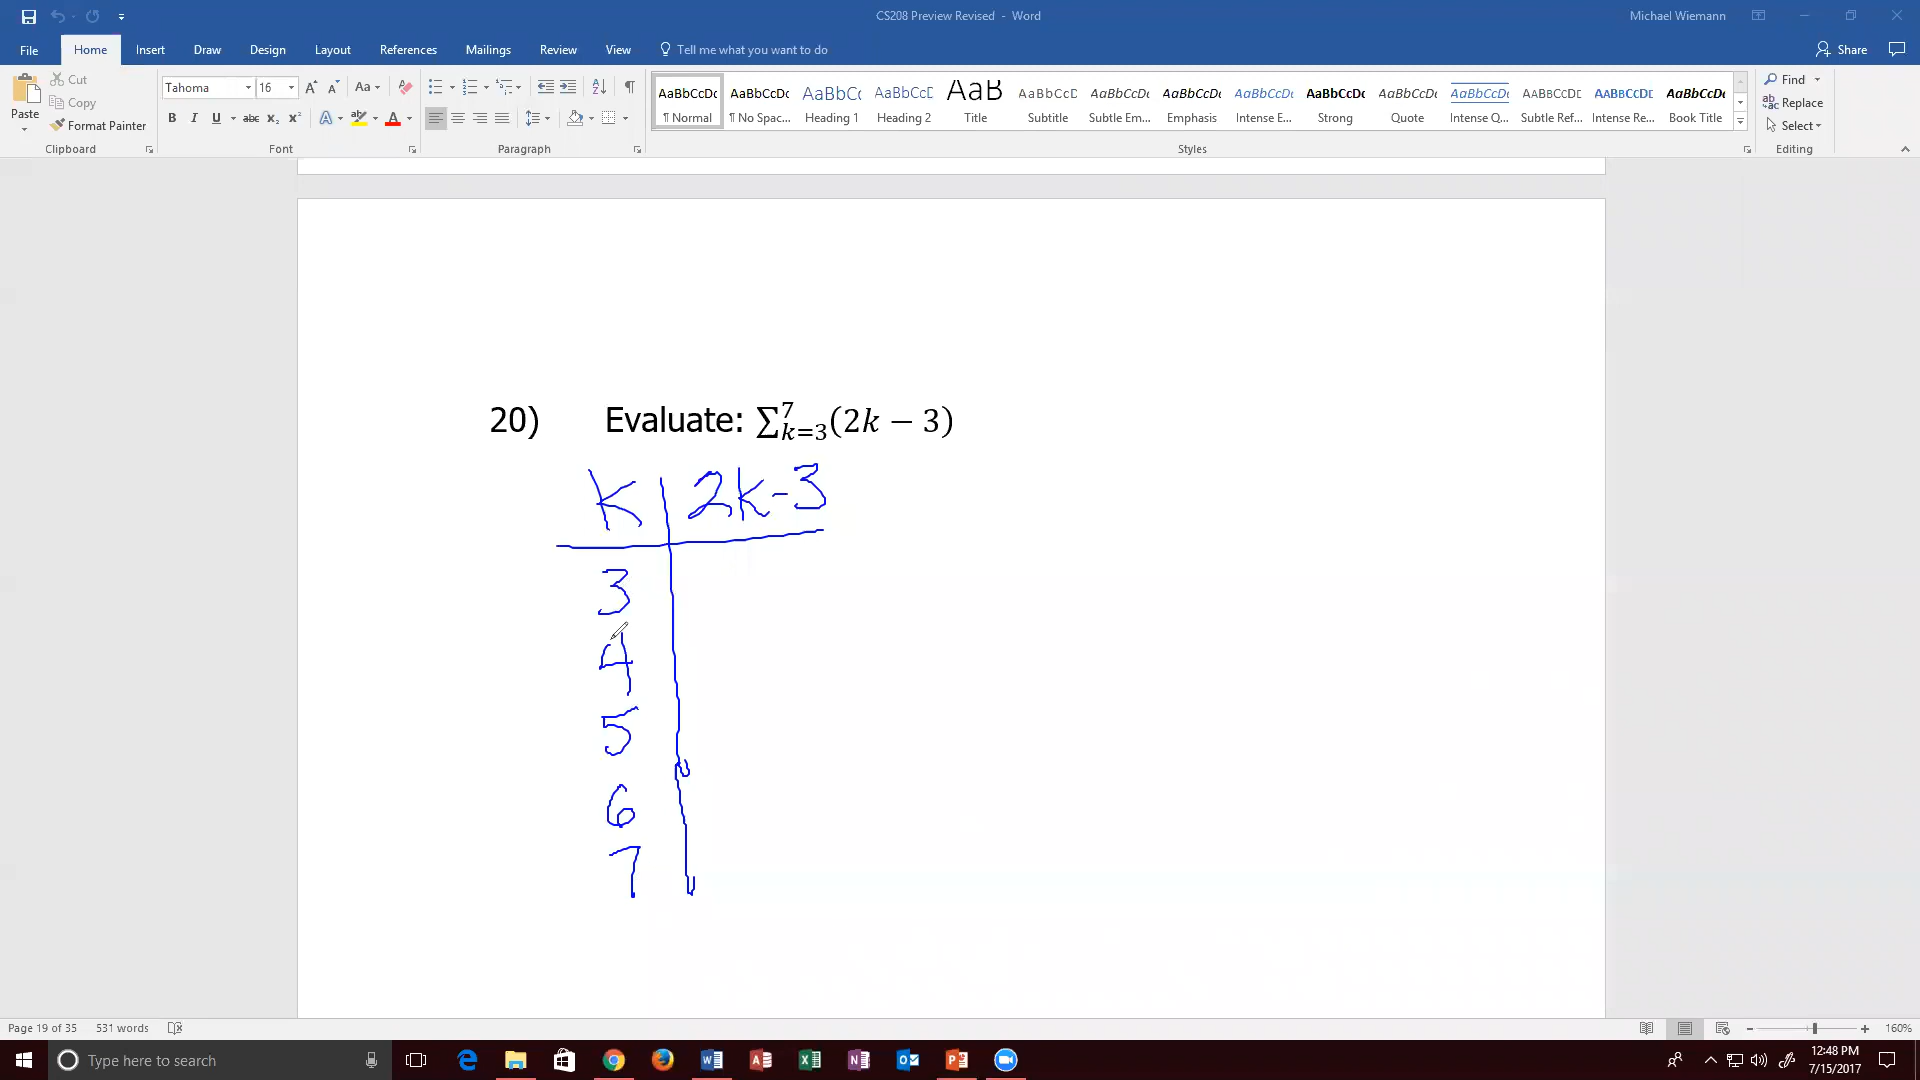 CS208 Preview Revised - Word
Michael Wiemann
File Home Insert Draw Design Layout References Mailings Review View Tell me what you want to do Share
Cut
Copy
Format Painter
Paste
Clipboard
Tahoma 16
Aa
B I U abc x₂ x²
Font
Paragraph
AaBbCcDc AaBbCcDc AaBbCc AaBbCcD AaB AaBbCcD AaBbCcDc AaBbCcDc AaBbCcDc AaBbCcDc AaBbCcDc AaBbCcDc AABBCCDC AABBCCDC AaBbCcDc
¶ Normal ¶ No Spac... Heading 1 Heading 2 Title Subtitle Subtle Em... Emphasis Intense E... Strong Quote Intense Q... Subtle Ref... Intense Re... Book Title
Styles
Find
Replace
Select
Editing
20) Evaluate: ∑⁷ₖ₌₃(2k − 3)
K 2k-3
3
4
5
6
7
Page 19 of 35 531 words
160%
Type here to search
12:48 PM
7/15/2017